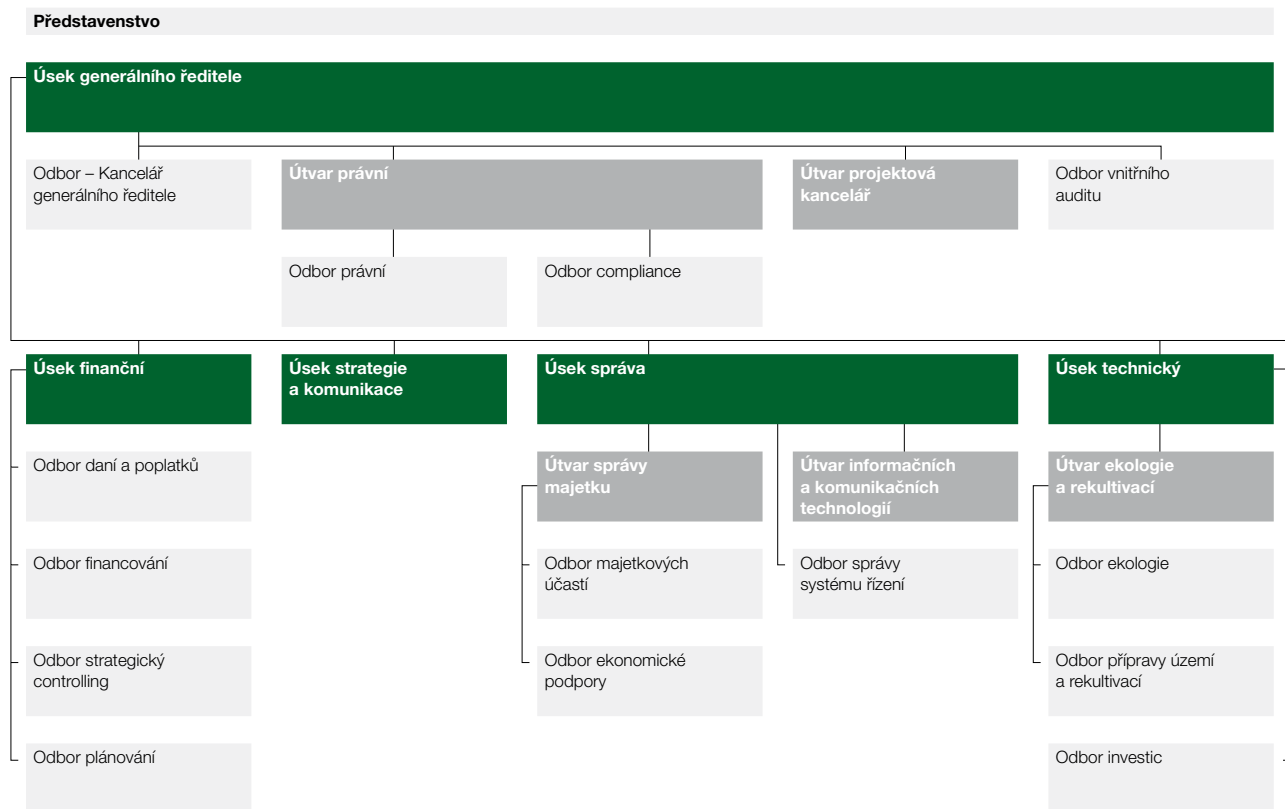 Představenstvo
Úsek generálního ředitele
Odbor – Kancelář
generálního ředitele
Útvar právní
Útvar projektová
kancelář
Odbor vnitřního
auditu
Odbor právní
Odbor compliance
Úsek finanční
Úsek strategie
a komunikace
Úsek správa
Úsek technický
Odbor daní a poplatků
Útvar správy
majetku
Útvar informačních
a komunikačních
technologií
Útvar ekologie
a rekultivací
Odbor financování
Odbor majetkových
účastí
Odbor správy
systému řízení
Odbor ekologie
Odbor strategický
controlling
Odbor ekonomické
podpory
Odbor přípravy území
a rekultivací
Odbor plánování
Odbor investic